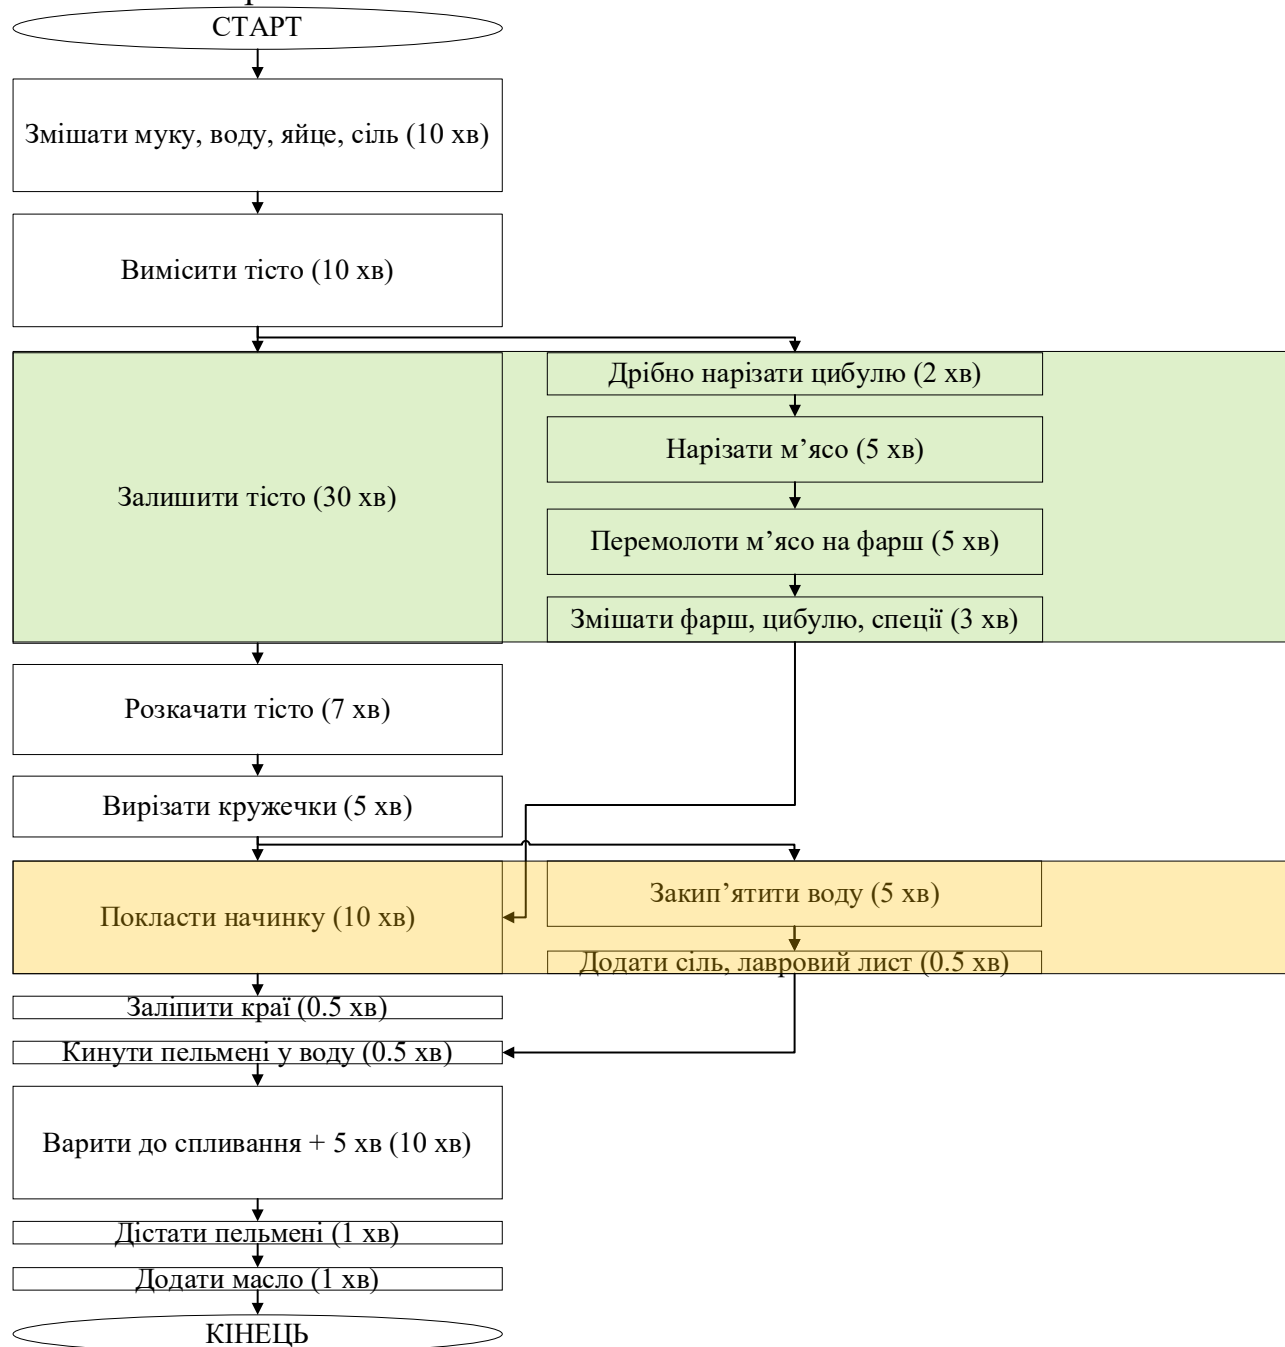 СТАРТ
Змішати муку, воду, яйце, сіль (10 хв)
Вимісити тісто (10 хв)
Залишити тісто (30 хв)
Дрібно нарізати цибулю (2 хв)
Нарізати м’ясо (5 хв)
Перемолоти м’ясо на фарш (5 хв)
Змішати фарш, цибулю, спеції (3 хв)
Розкачати тісто (7 хв)
Вирізати кружечки (5 хв)
Покласти начинку (10 хв)
Закип’ятити воду (5 хв)
Додати сіль, лавровий лист (0.5 хв)
Заліпити краї (0.5 хв)
Кинути пельмені у воду (0.5 хв)
Варити до спливання + 5 хв (10 хв)
Дістати пельмені (1 хв)
Додати масло (1 хв)
КІНЕЦЬ